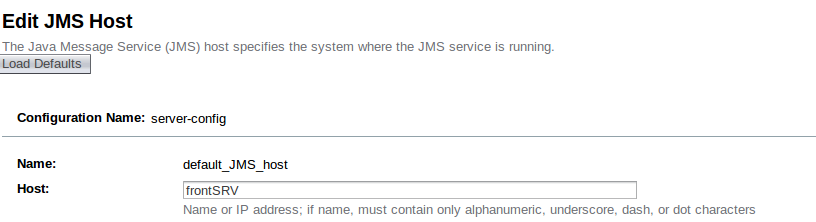 Edit JMS Host
The Java Message Service (JMS) host specifies the system where the JMS service is running.
Load Defaults
Configuration Name: server-config
Name: default_JMS_host
Host: frontSRV
Name or IP address; if name, must contain only alphanumeric, underscore, dash, or dot characters